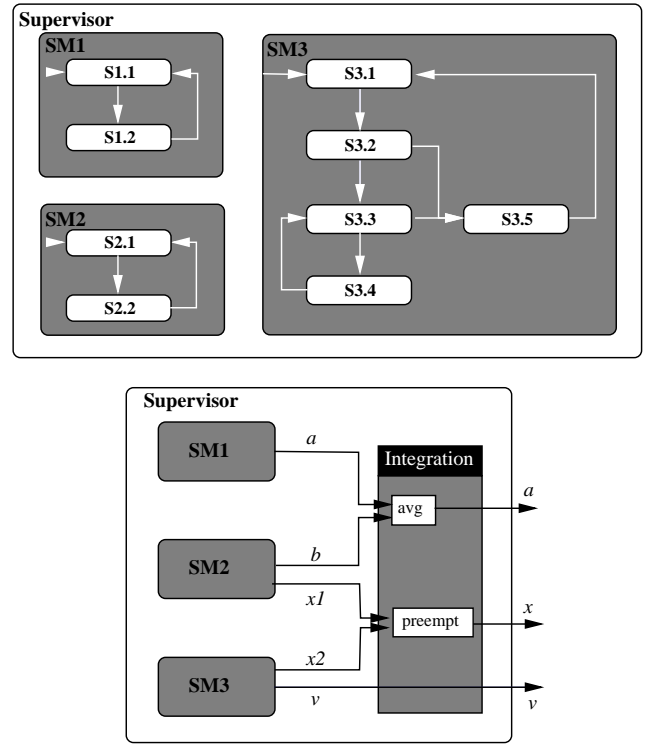 Supervisor
SM1
S1.1
S1.2
SM2
S2.1
S2.2
SM3
S3.1
S3.2
S3.3
S3.5
S3.4
Supervisor
SM1
a
Integration
avg
a
SM2
b
x1
preempt
x
SM3
x2
v
v